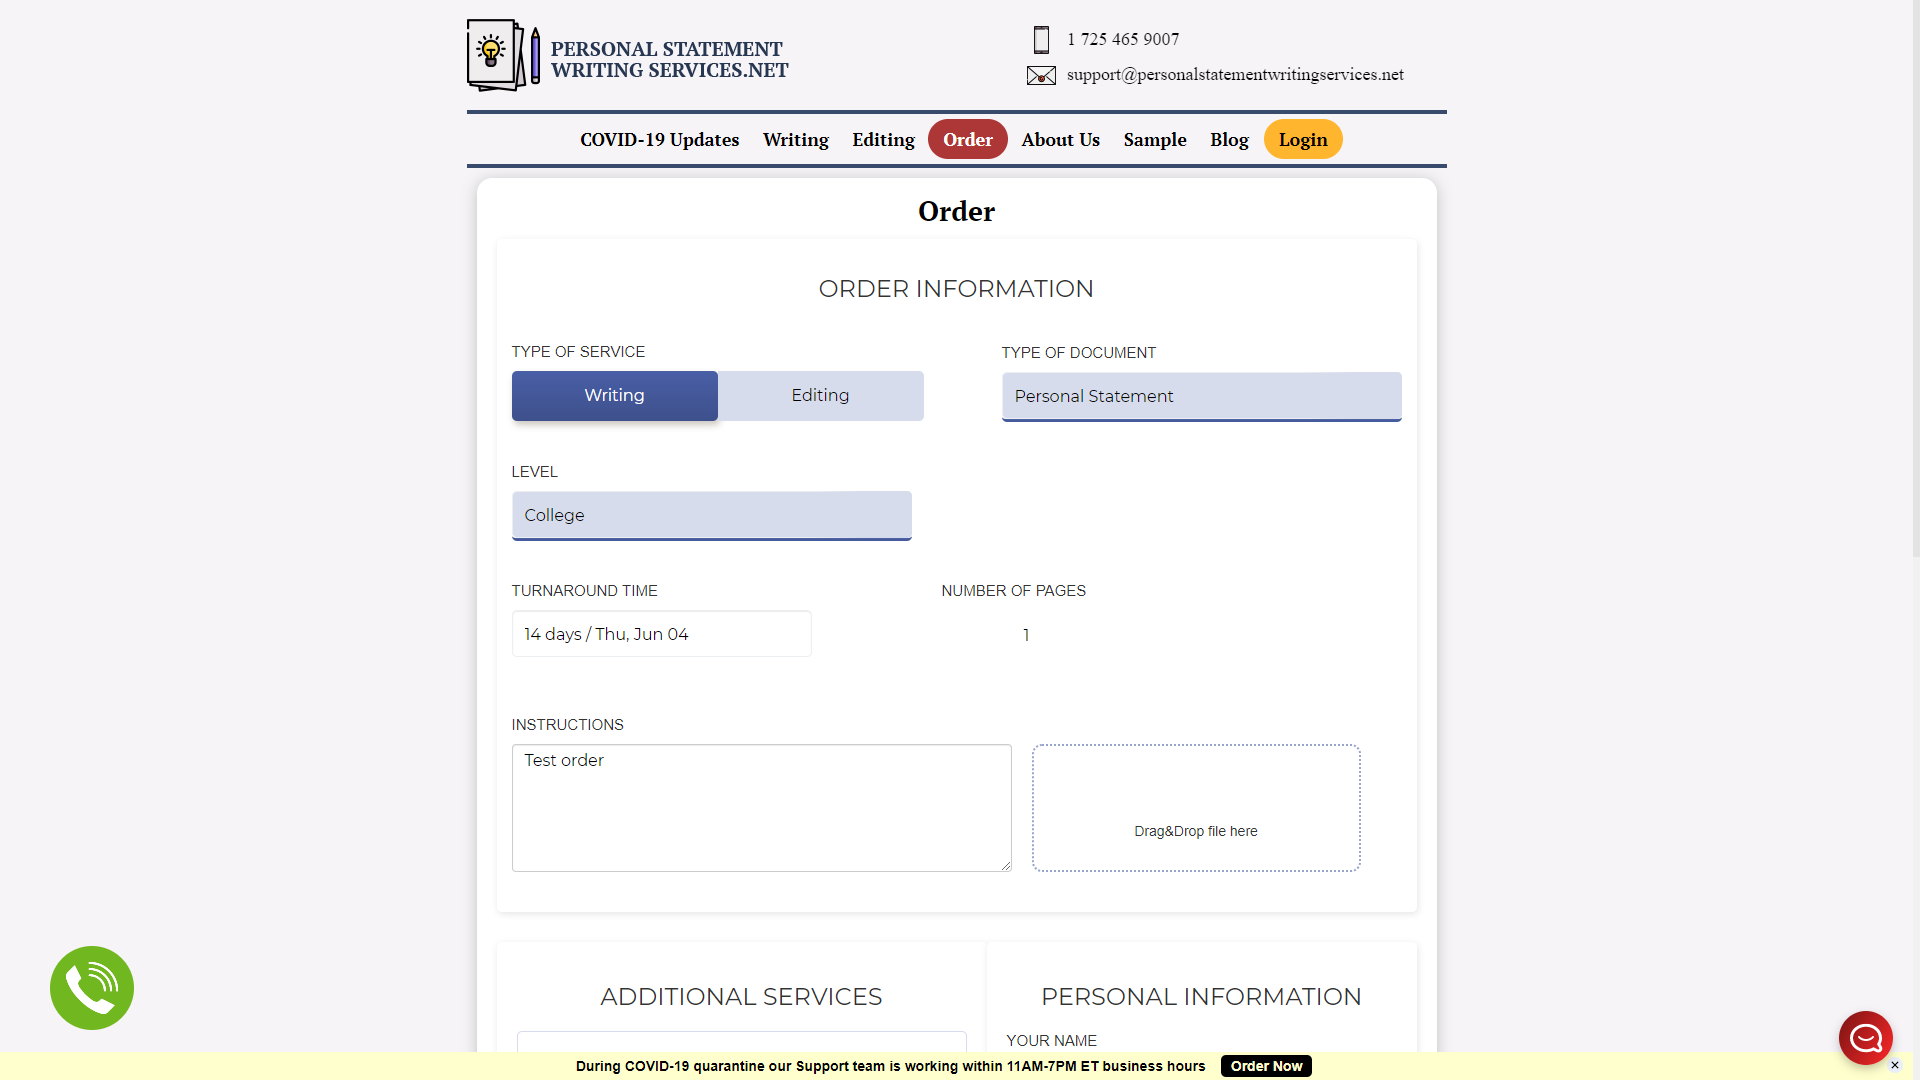 PERSONAL STATEMENT
WRITING SERVICES.NET
1 725 465 9007
support@personalstatementwritingservices.net
COVID-19 Updates Writing Editing Order About Us Sample Blog Login
Order
ORDER INFORMATION
TYPE OF SERVICE
Writing Editing
TYPE OF DOCUMENT
Personal Statement
LEVEL
College
TURNAROUND TIME
14 days / Thu, Jun 04
NUMBER OF PAGES
1
INSTRUCTIONS
Test order
Drag&Drop file here
ADDITIONAL SERVICES
PERSONAL INFORMATION
YOUR NAME
During COVID-19 quarantine our Support team is working within 11AM-7PM ET business hours Order Now